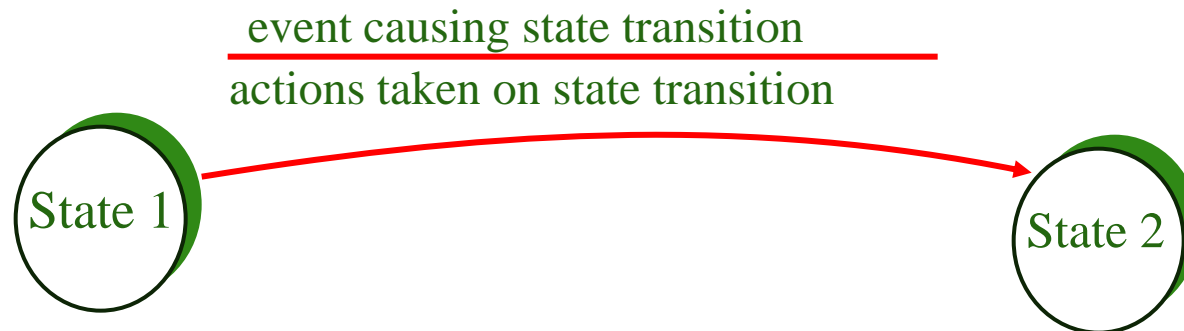 event causing state transition
actions taken on state transition
State 1
State 2